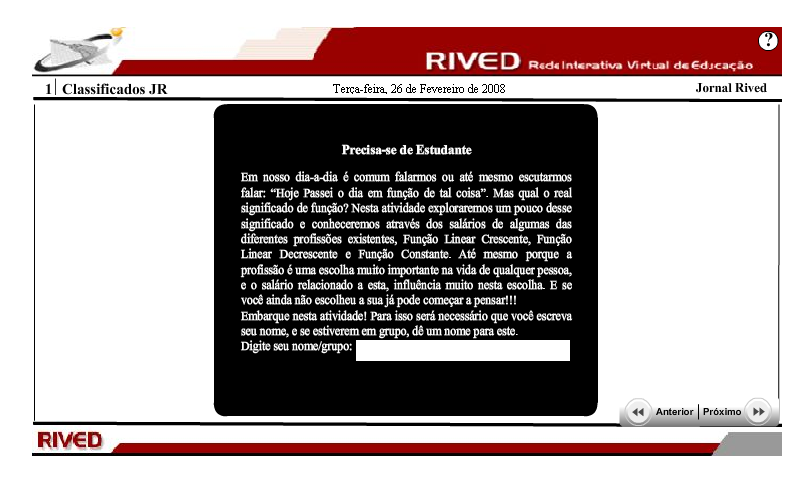 ?
RIVED Rede Interativa Virtual de Educação
1 Classificados JR
Terça-feira, 26 de Fevereiro de 2008
Jornal Rived
Precisa-se de Estudante
Em nosso dia-a-dia é comum falarmos ou até mesmo escutarmos
falar: “Hoje Passei o dia em função de tal coisa”. Mas qual o real
significado de função? Nesta atividade exploraremos um pouco desse
significado e conheceremos através dos salários de algumas das
diferentes profissões existentes, Função Linear Crescente, Função
Linear Decrescente e Função Constante. Até mesmo porque a
profissão é uma escolha muito importante na vida de qualquer pessoa,
e o salário relacionado a esta, influência muito nesta escolha. E se
você ainda não escolheu a sua já pode começar a pensar!!!
Embarque nesta atividade! Para isso será necessário que você escreva
seu nome, e se estiverem em grupo, dê um nome para este.
Digite seu nome/grupo:
Anterior | Próximo
RIVED